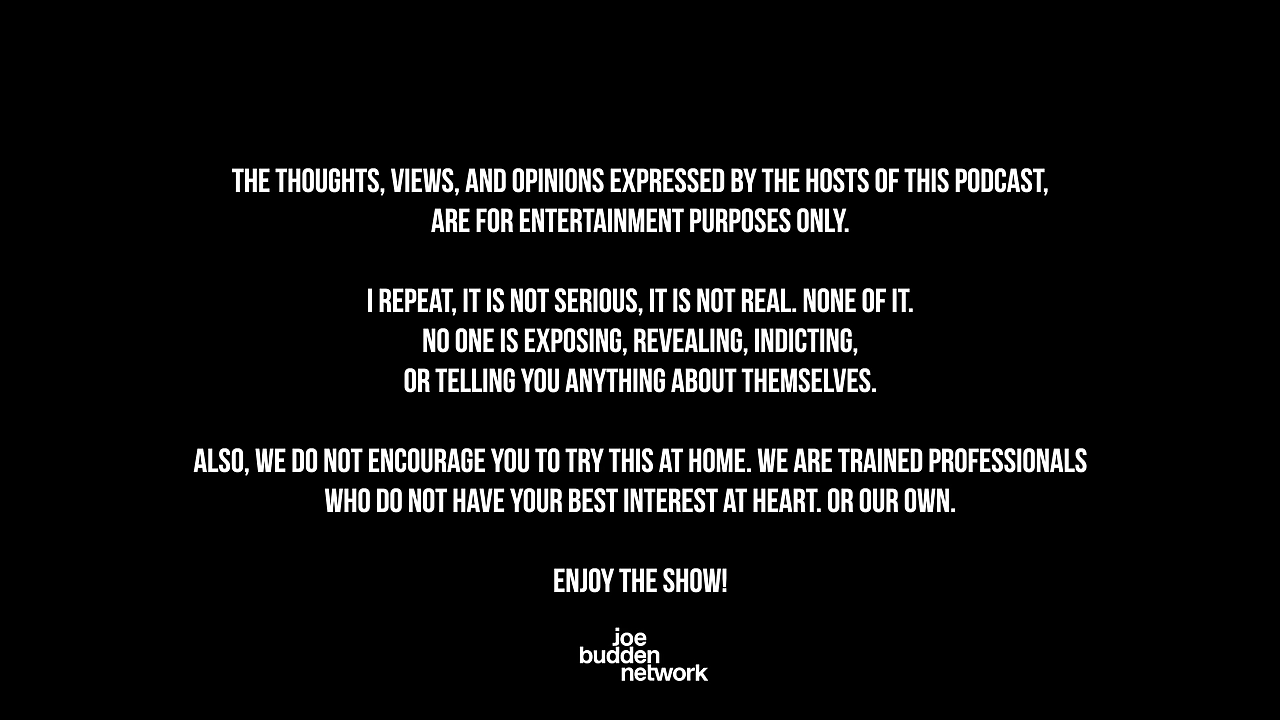 THE THOUGHTS, VIEWS, AND OPINIONS EXPRESSED BY THE HOSTS OF THIS PODCAST,
ARE FOR ENTERTAINMENT PURPOSES ONLY.
I REPEAT, IT IS NOT SERIOUS, IT IS NOT REAL. NONE OF IT.
NO ONE IS EXPOSING, REVEALING, INDICTING,
OR TELLING YOU ANYTHING ABOUT THEMSELVES.
ALSO, WE DO NOT ENCOURAGE YOU TO TRY THIS AT HOME. WE ARE TRAINED PROFESSIONALS
WHO DO NOT HAVE YOUR BEST INTEREST AT HEART. OR OUR OWN.
ENJOY THE SHOW!
joe
budden
network